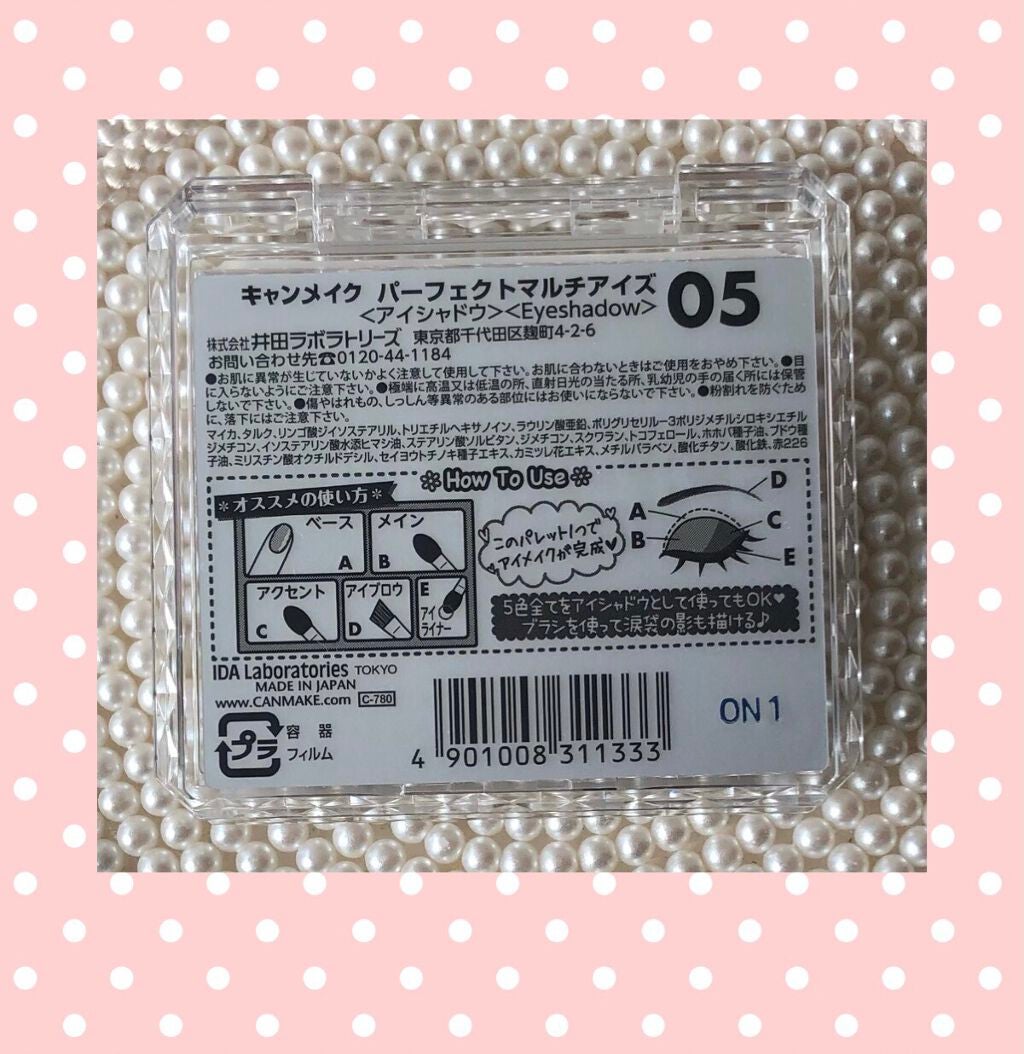 キャンメイク パーフェクトマルチアイズ 05
<アイシャドウ><Eyeshadow>
株式会社 井田ラボラトリーズ 東京都千代田区麹町4-2-6
お問い合わせ先☎0120-44-1184
●お肌に異常が生じていないかよく注意して使用して下さい。お肌に合わないときはご使用をおやめ下さい。●目
に入らないようにご注意下さい。●極端に高温又は低温の所、直射日光の当たる所、乳幼児の手の届く所には保管
しないで下さい。●傷やはれもの、しっしん等異常のある部位にはお使いにならないで下さい。●粉割れを防ぐため
に、落下にはご注意下さい。
マイカ、タルク、リンゴ酸ジイソステアリル、トリエチルヘキサノイン、ラウリン酸亜鉛、ポリグリセリルー3ポリジメチルシロキシエチル
ジメチコン、イソステアリン酸水添ヒマシ油、ステアリン酸ソルビタン、ジメチコン、スクワラン、トコフェロール、ホホバ種子油、ブドウ種
子油、ミリスチン酸オクチルドデシル、セイヨウトチノキ種子エキス、カミツレ花エキス、メチルパラベン、酸化チタン、酸化鉄、赤226
How To Use
＊オススメの使い方＊
ベース
A
メイン
B
アクセント
C
アイブロウ
D
E
アイ
ライナー
このパレット1つで
アイメイクが完成
A
B
D
C
E
5色全てをアイシャドウとして使ってもOK♥
ブラシを使って涙袋の影も描ける♪
IDA Laboratories TOKYO
MADE IN JAPAN
www.CANMAKE.com C-780
プラ
容 器
フィルム
4 901008 311333
ON1